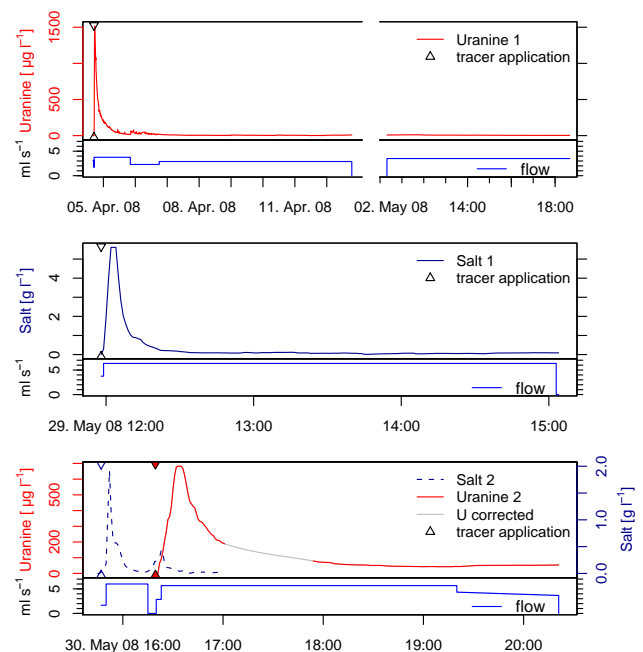 Uranine [ µg l⁻¹]
0 500 1500
Uranine 1
tracer application
ml s⁻¹
0 5
flow
05. Apr. 08 08. Apr. 08 11. Apr. 08 02. May 08 14:00 18:00
Salt [g l⁻¹]
0 2 4
Salt 1
tracer application
ml s⁻¹
0 5
flow
29. May 08 12:00 13:00 14:00 15:00
Uranine [ µg l⁻¹]
0 200 500
Salt 2
Uranine 2
U corrected
tracer application
0.0 1.0 2.0
Salt [g l⁻¹]
ml s⁻¹
0 5
flow
30. May 08 16:00 17:00 18:00 19:00 20:00